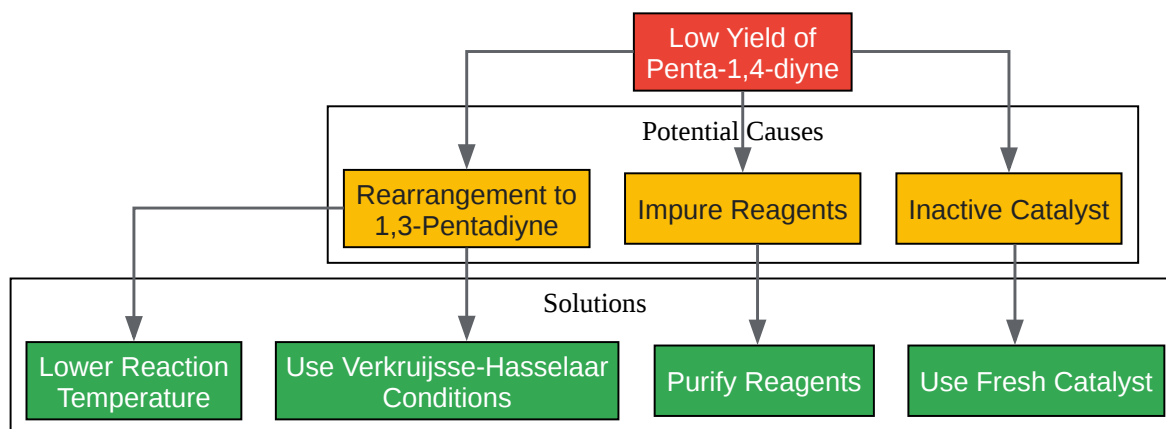 Low Yield of
Penta-1,4-diyne
Potential Causes
Rearrangement to
1,3-Pentadiyne
Impure Reagents
Inactive Catalyst
Solutions
Lower Reaction
Temperature
Use Verkruijsse-Hasselaar
Conditions
Purify Reagents
Use Fresh Catalyst